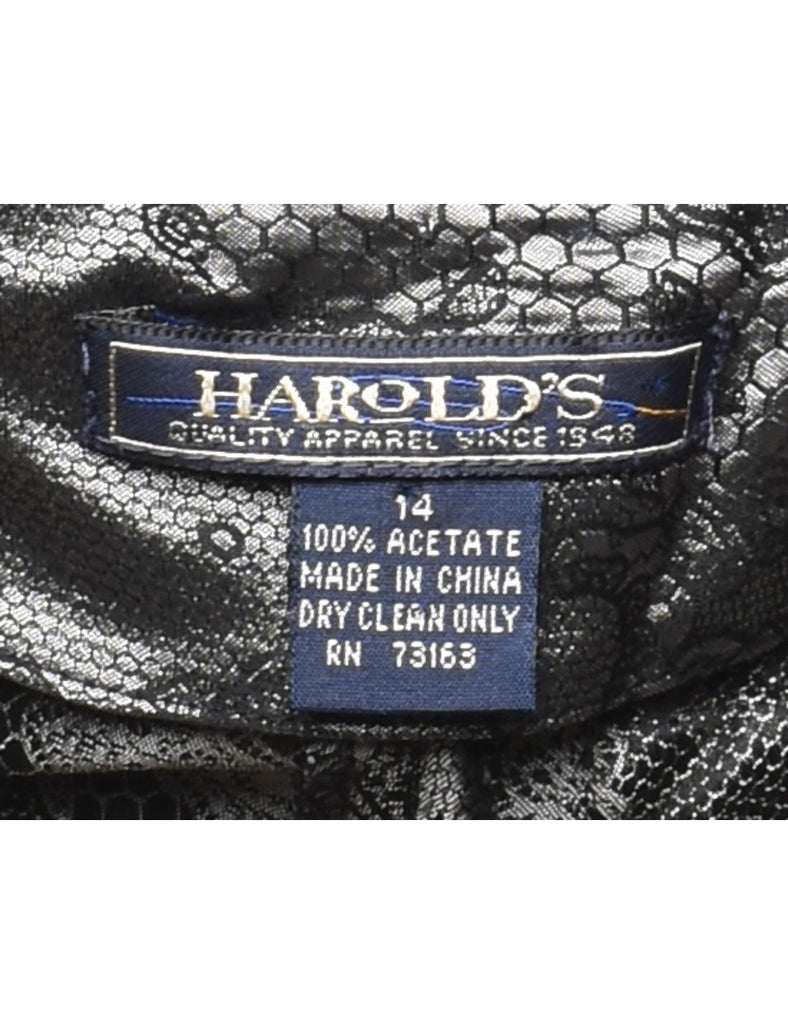 HAROLD'S
QUALITY APPAREL SINCE 1948
14
100% ACETATE
MADE IN CHINA
DRY CLEAN ONLY
RN 73163